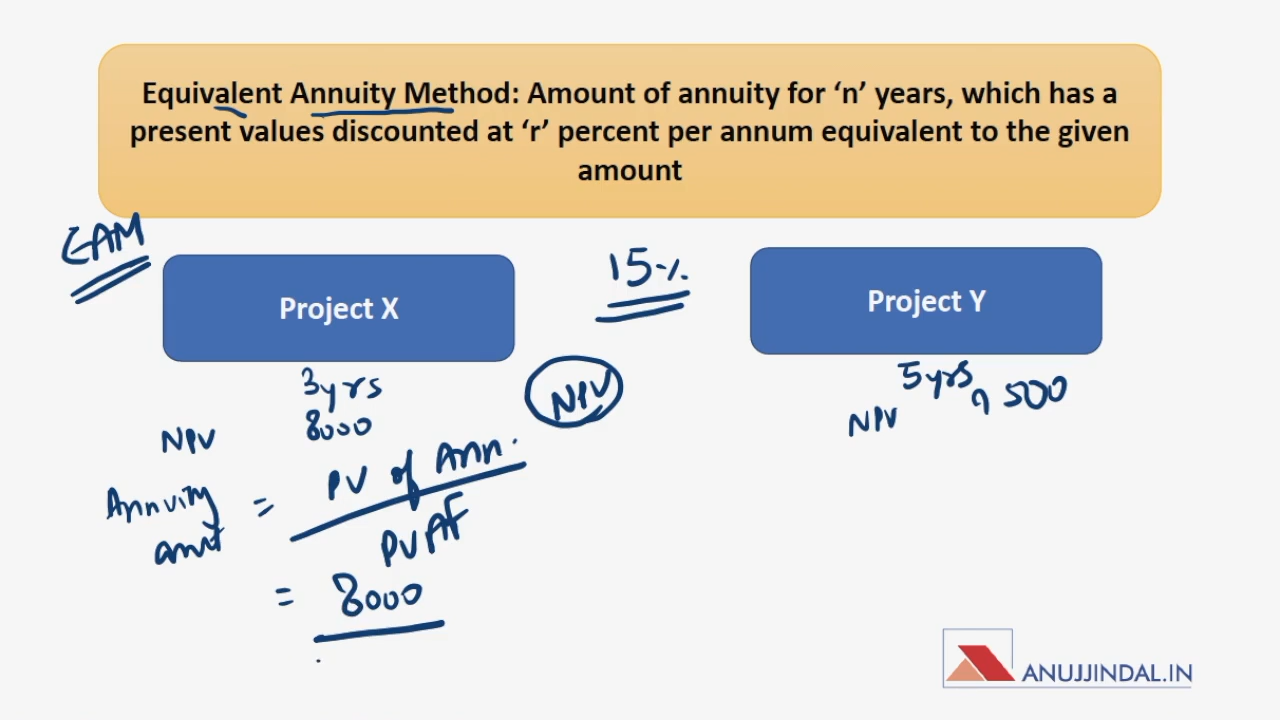 Equivalent Annuity Method: Amount of annuity for ‘n’ years, which has a
present values discounted at ‘r’ percent per annum equivalent to the given
amount
EAM
15%
Project X
Project Y
3yrs
8000
NPV
NPV
5yrs
NPV 9500
Annuity amt = PV of Ann. / PVAF
= 8000
ANUJJINDAL.IN